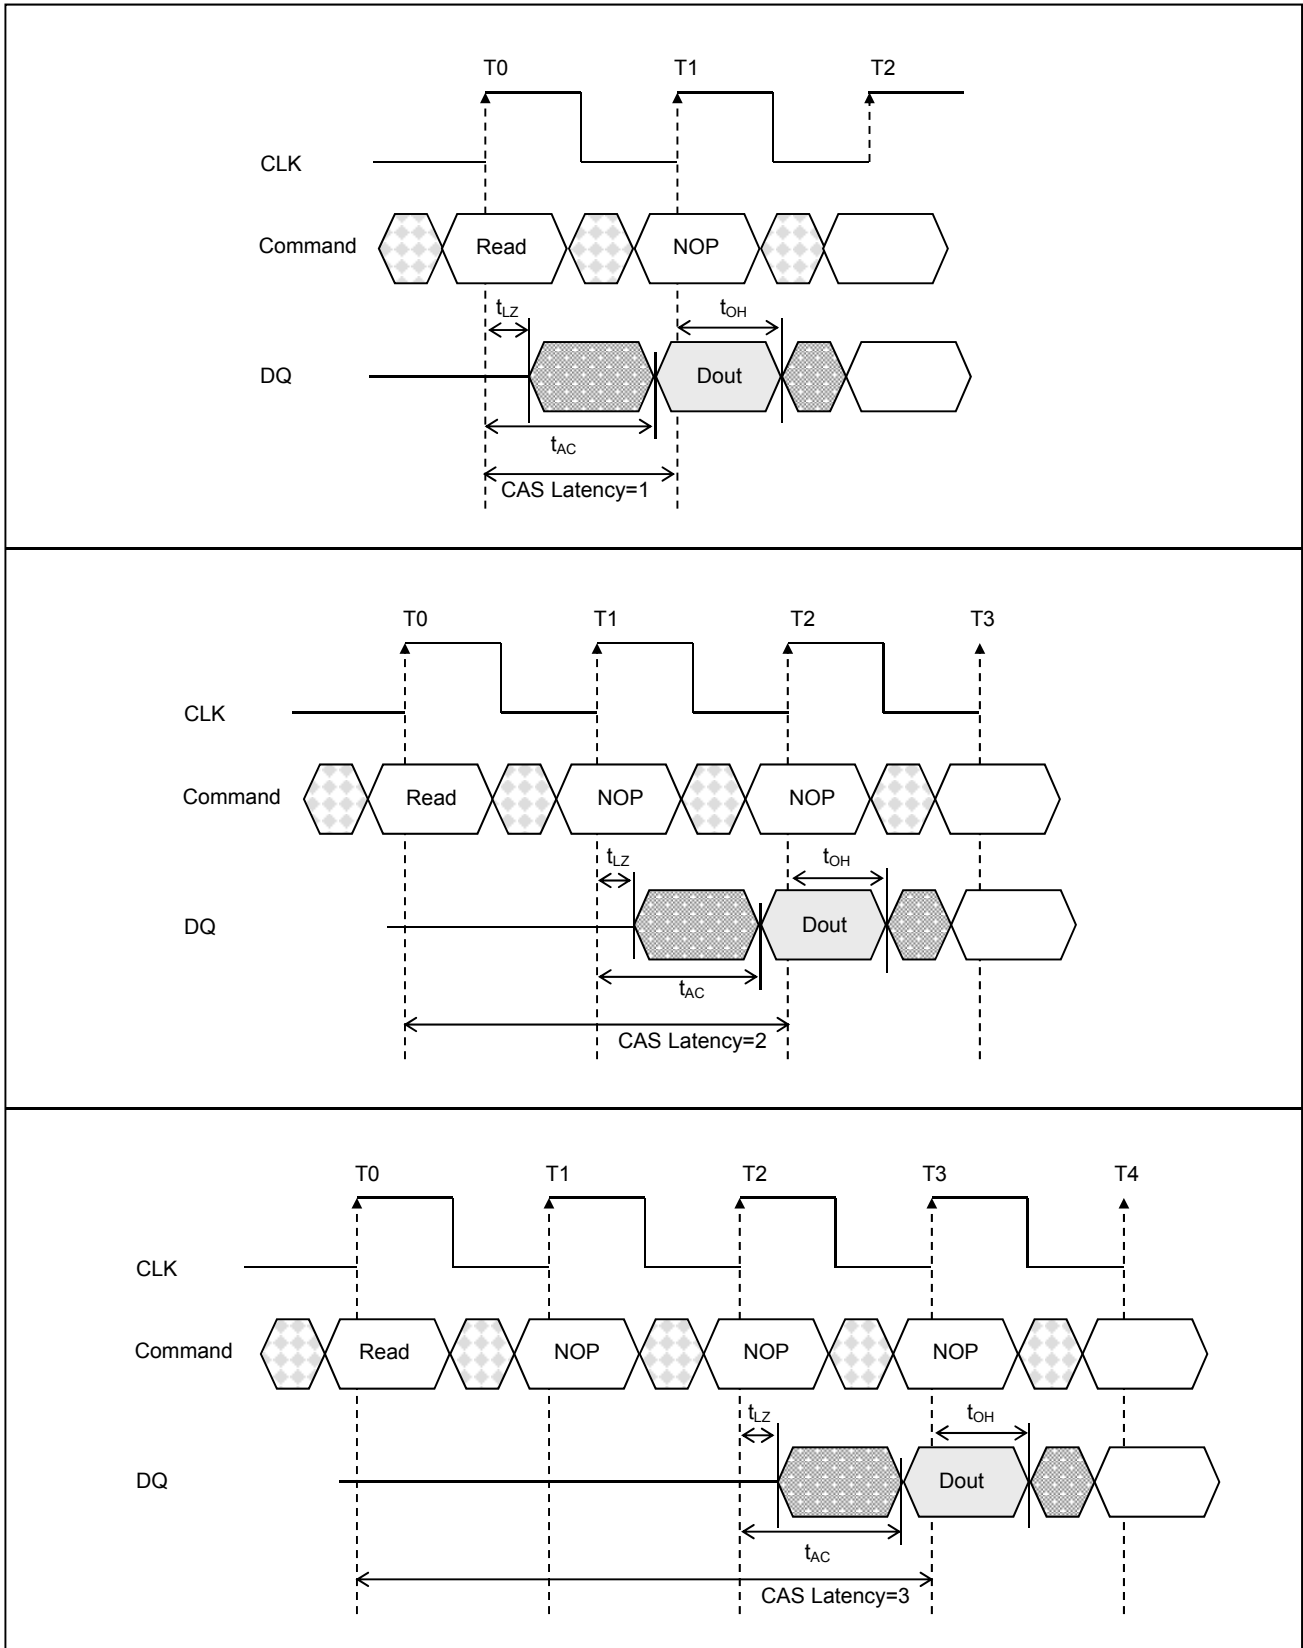 T0 T1 T2
CLK
Command Read NOP
tLZ tOH
DQ Dout
tAC
CAS Latency=1
T0 T1 T2 T3
CLK
Command Read NOP NOP
tLZ tOH
DQ Dout
tAC
CAS Latency=2
T0 T1 T2 T3 T4
CLK
Command Read NOP NOP NOP
tLZ tOH
DQ Dout
tAC
CAS Latency=3